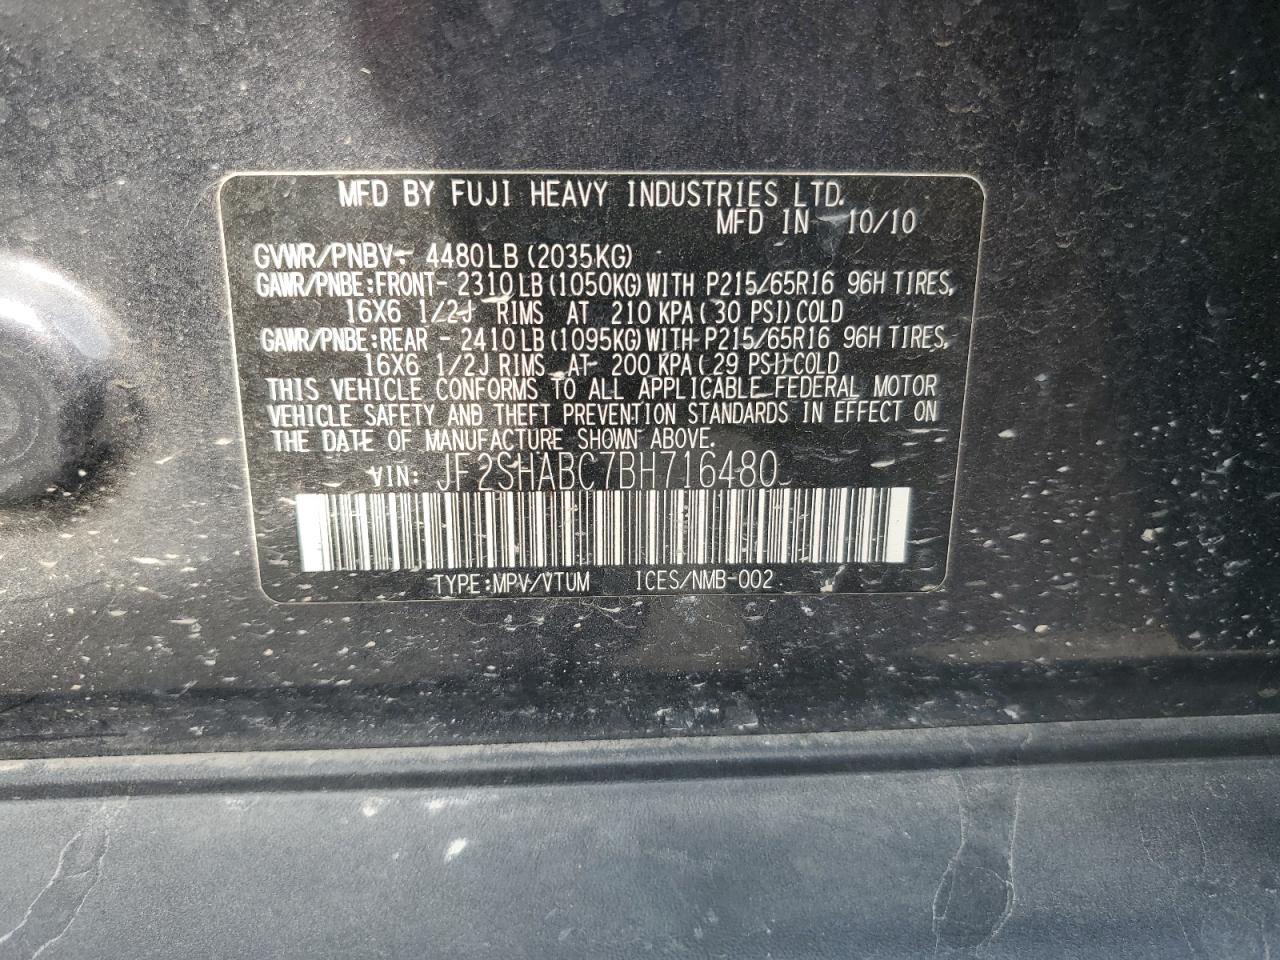 MFD BY FUJI HEAVY INDUSTRIES LTD.
MFD IN 10/10
GVWR/PNBV- 4480LB (2035KG)
GAWR/PNBE:FRONT- 2310LB (1050KG) WITH P215/65R16 96H TIRES,
16X6 1/2J RIMS AT 210 KPA (30 PSI) COLD
GAWR/PNBE:REAR - 2410LB (1095KG) WITH P215/65R16 96H TIRES,
16X6 1/2J RIMS AT 200 KPA (29 PSI) COLD
THIS VEHICLE CONFORMS TO ALL APPLICABLE FEDERAL MOTOR
VEHICLE SAFETY AND THEFT PREVENTION STANDARDS IN EFFECT ON
THE DATE OF MANUFACTURE SHOWN ABOVE.
VIN: JF2SHABC7BH716480
TYPE:MPV/VTUM ICES/NMB-002